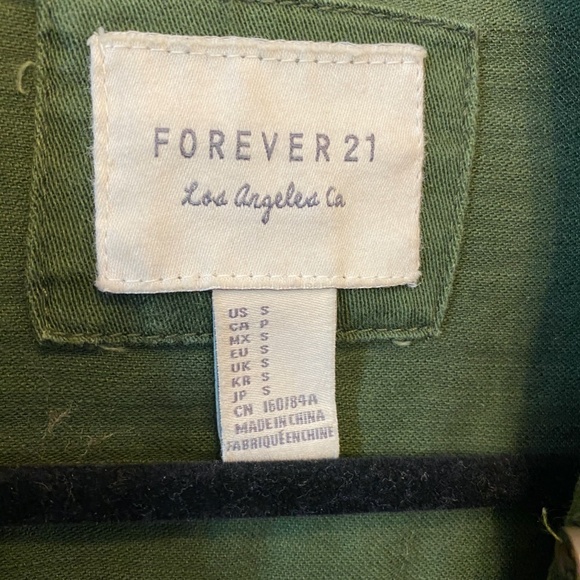 FOREVER 21
Los Angeles Ca
US S
CA P
MX S
EU S
UK S
KR S
JP S
CN 160/84A
MADE IN CHINA
FABRIQUÉ EN CHINE